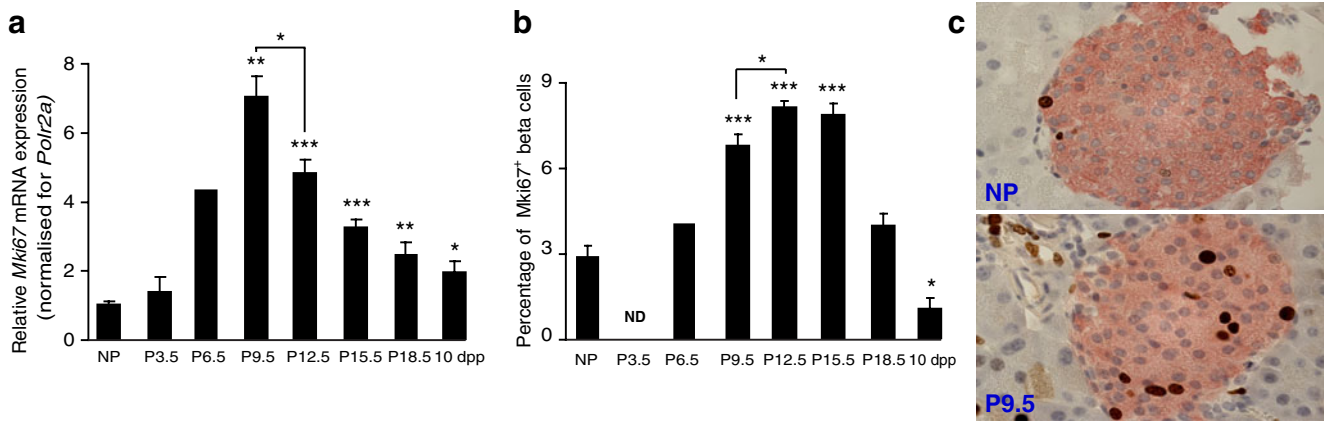 a
Relative Mki67 mRNA expression
(normalised for Polr2a)
8
6
4
2
0
*
**
***
***
**
*
NP P3.5 P6.5 P9.5 P12.5 P15.5 P18.5 10 dpp
b
Percentage of Mki67⁺ beta cells
9
6
3
0
*
***
***
***
*
ND
NP P3.5 P6.5 P9.5 P12.5 P15.5 P18.5 10 dpp
c
NP
P9.5